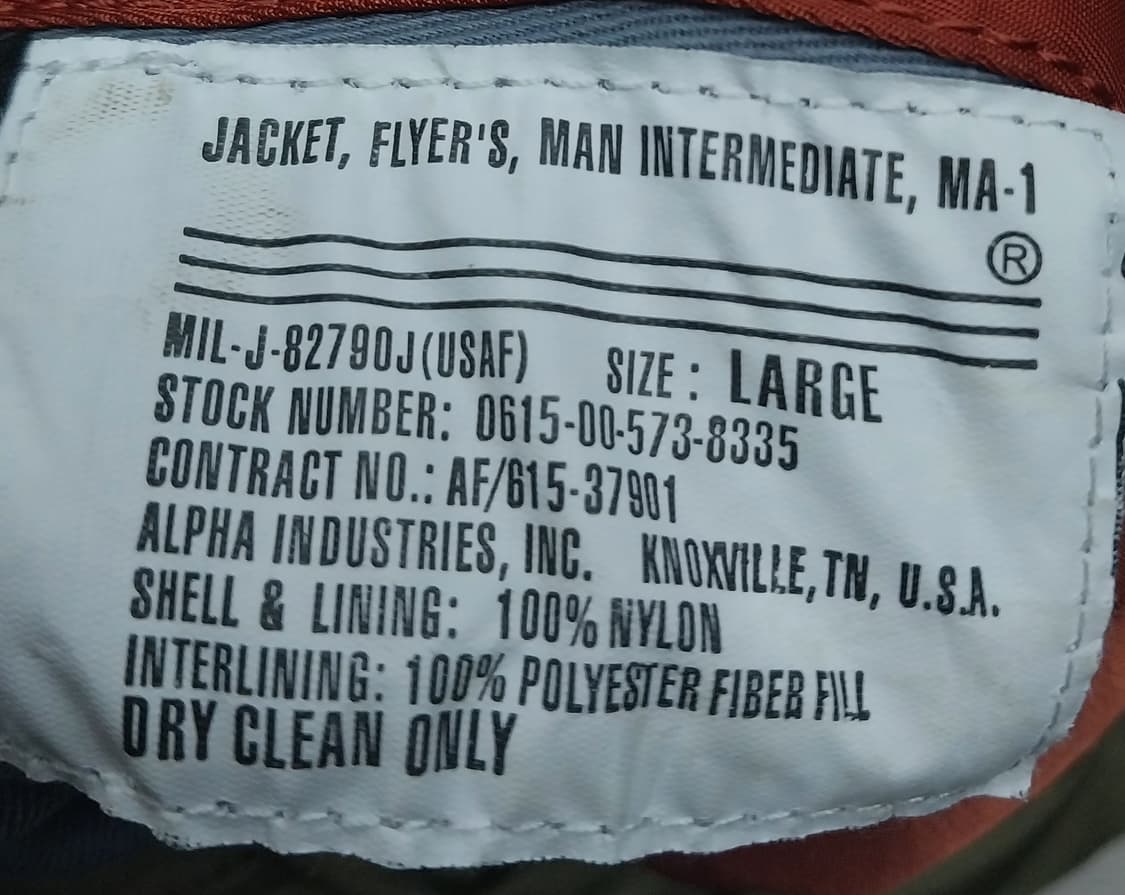 JACKET, FLYER'S, MAN INTERMEDIATE, MA-1
®
MIL-J-82790J(USAF) SIZE: LARGE
STOCK NUMBER: 0615-00-573-8335
CONTRACT NO.: AF/615-37901
ALPHA INDUSTRIES, INC. KNOXVILLE, TN, U.S.A.
SHELL & LINING: 100% NYLON
INTERLINING: 100% POLYESTER FIBER FILL
DRY CLEAN ONLY